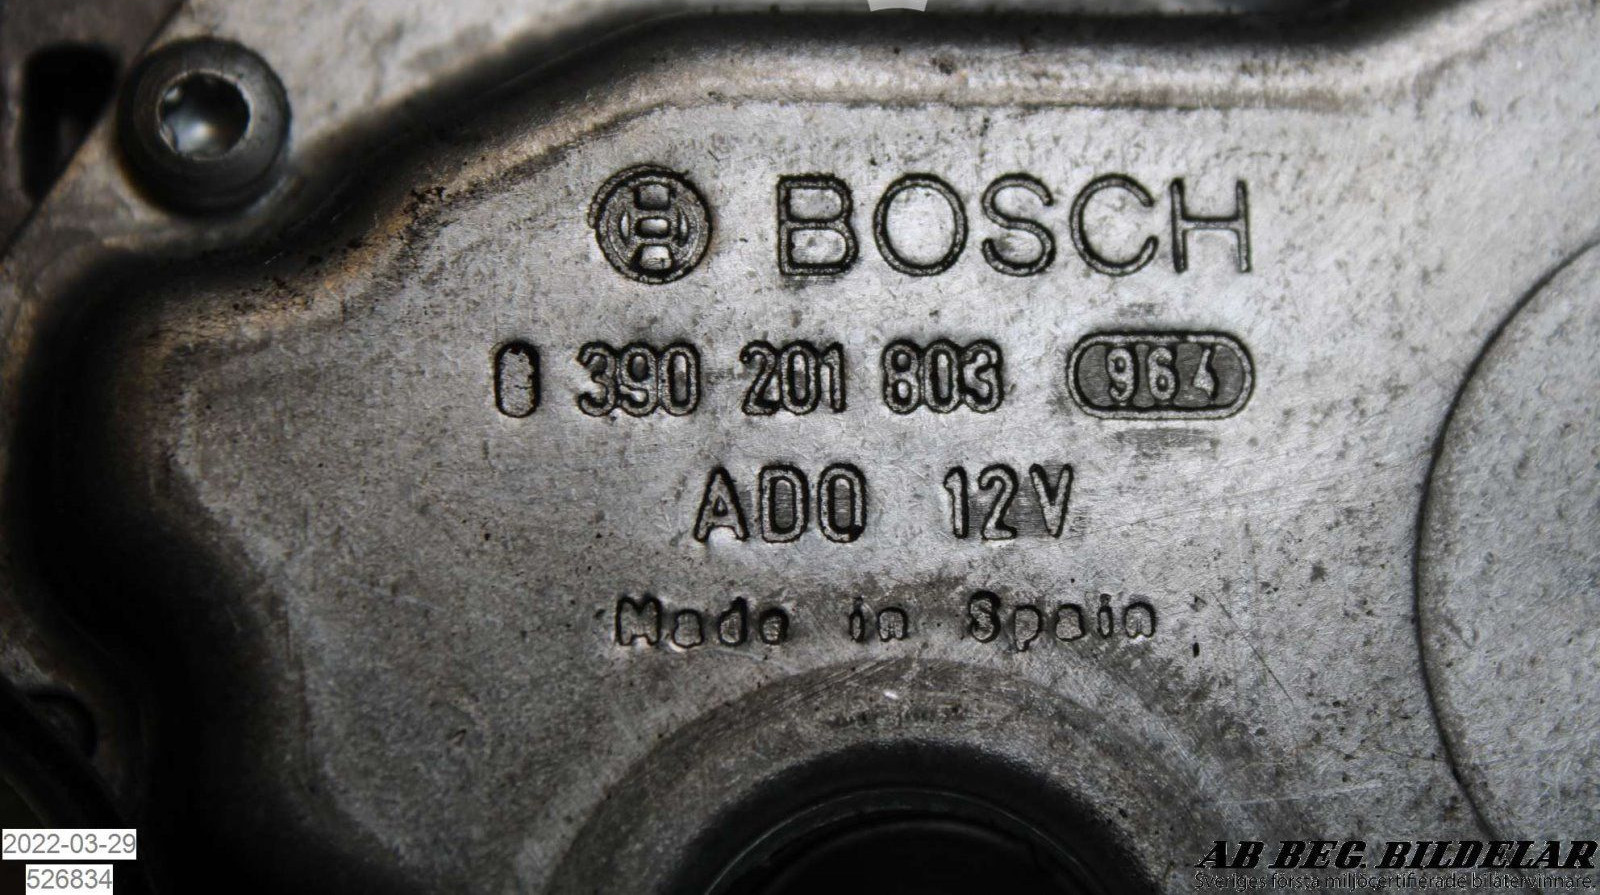 BOSCH
0 390 201 803 964
ADO 12V
Made in Spain
2022-03-29
526834
AB BEG. BILDELAR
Sveriges första miljöcertifierade bilåtervinnare.